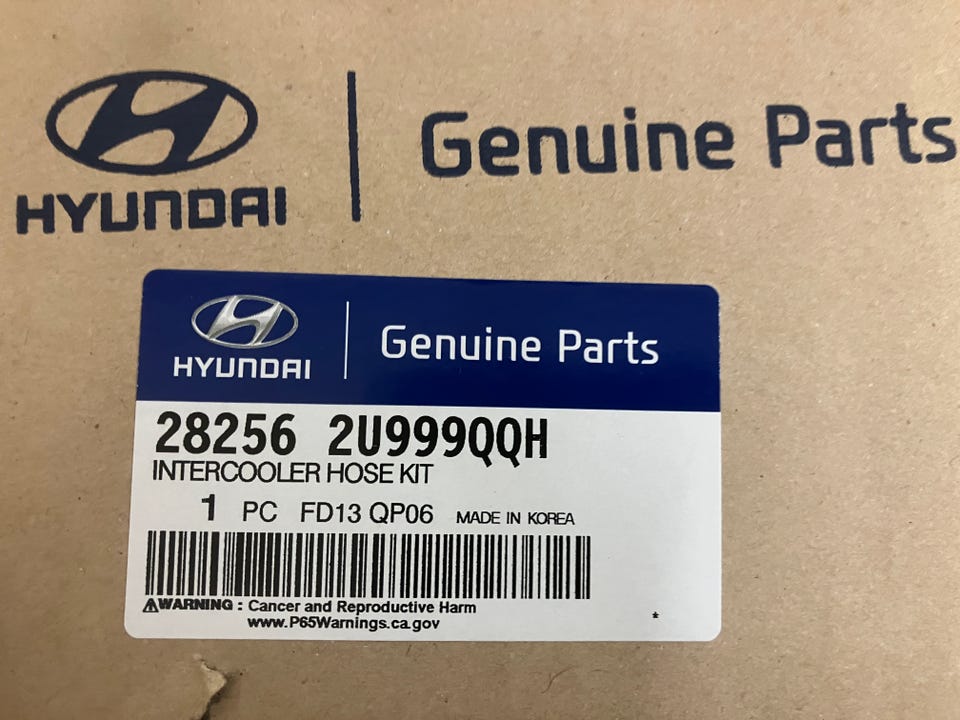 HYUNDAI
Genuine Parts
HYUNDAI
Genuine Parts
28256 2U999QQH
INTERCOOLER HOSE KIT
1 PC FD13 QP06 MADE IN KOREA
WARNING : Cancer and Reproductive Harm
www.P65Warnings.ca.gov
*